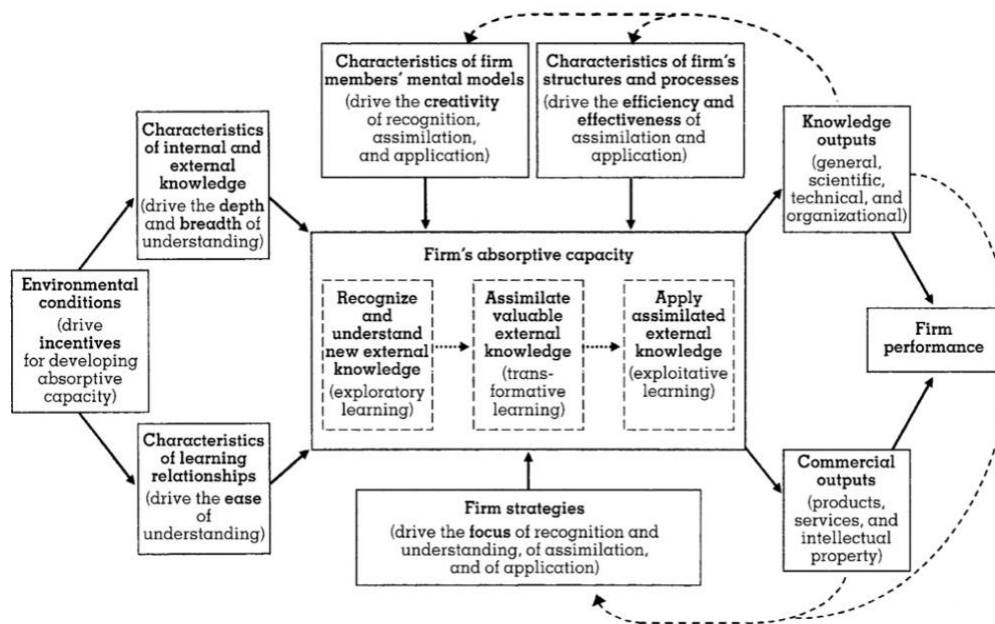 Characteristics of firm
members' mental models
(drive the creativity
of recognition,
assimilation,
and application)
Characteristics of firm's
structures and processes
(drive the efficiency and
effectiveness of
assimilation and
application)
Characteristics
of internal and
external
knowledge
(drive the depth
and breadth of
understanding)
Knowledge
outputs
(general,
scientific,
technical, and
organizational)
Environmental
conditions
(drive
incentives
for developing
absorptive
capacity)
Firm's absorptive capacity
Recognize
and
understand
new external
knowledge
(exploratory
learning)
Assimilate
valuable
external
knowledge
(trans-
formative
learning)
Apply
assimilated
external
knowledge
(exploitative
learning)
Firm
performance
Characteristics
of learning
relationships
(drive the ease
of
understanding)
Firm strategies
(drive the focus of recognition and
understanding, of assimilation,
and of application)
Commercial
outputs
(products,
services, and
intellectual
property)